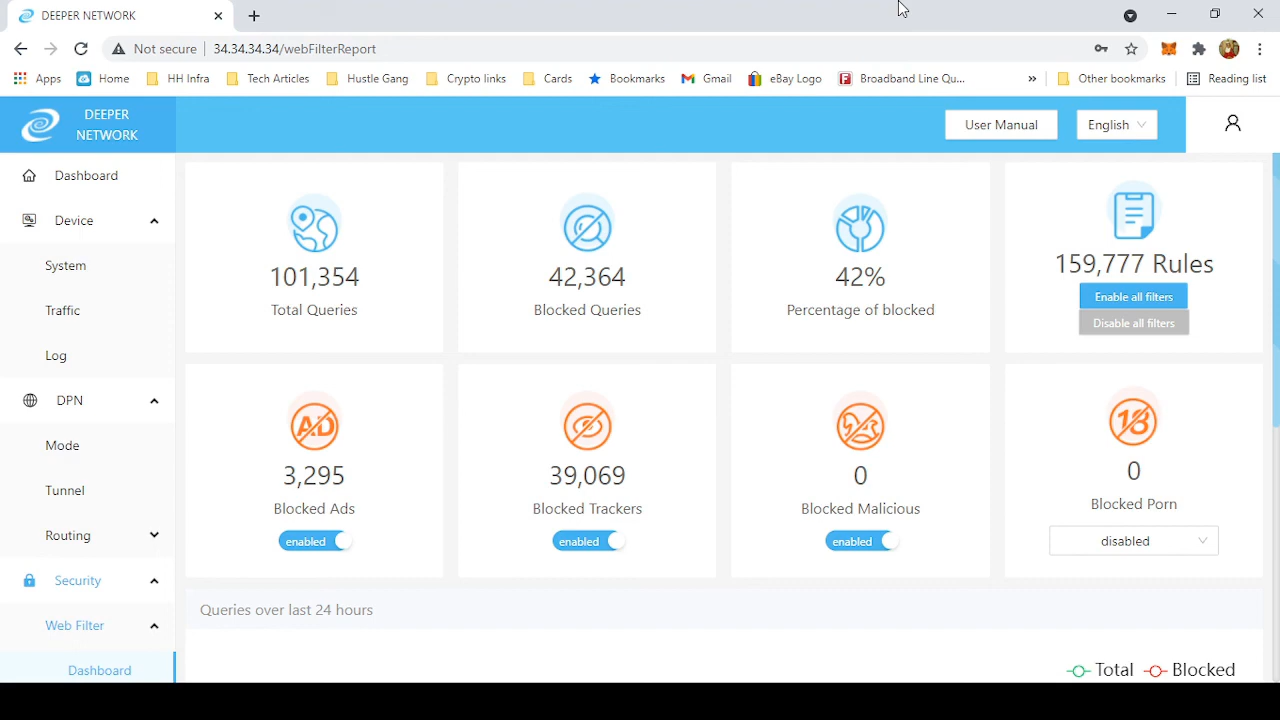 DEEPER NETWORK
Not secure
34.34.34.34/webFilterReport
Apps
Home
HH Infra
Tech Articles
Hustle Gang
Crypto links
Cards
Bookmarks
Gmail
eBay Logo
Broadband Line Qu...
»
Other bookmarks
Reading list
DEEPER
NETWORK
User Manual
English
Dashboard
Device
System
Traffic
Log
DPN
Mode
Tunnel
Routing
Security
Web Filter
Dashboard
101,354
Total Queries
42,364
Blocked Queries
42%
Percentage of blocked
159,777 Rules
Enable all filters
Disable all filters
AD
3,295
Blocked Ads
enabled
39,069
Blocked Trackers
enabled
0
Blocked Malicious
enabled
18
0
Blocked Porn
disabled
Queries over last 24 hours
Total
Blocked